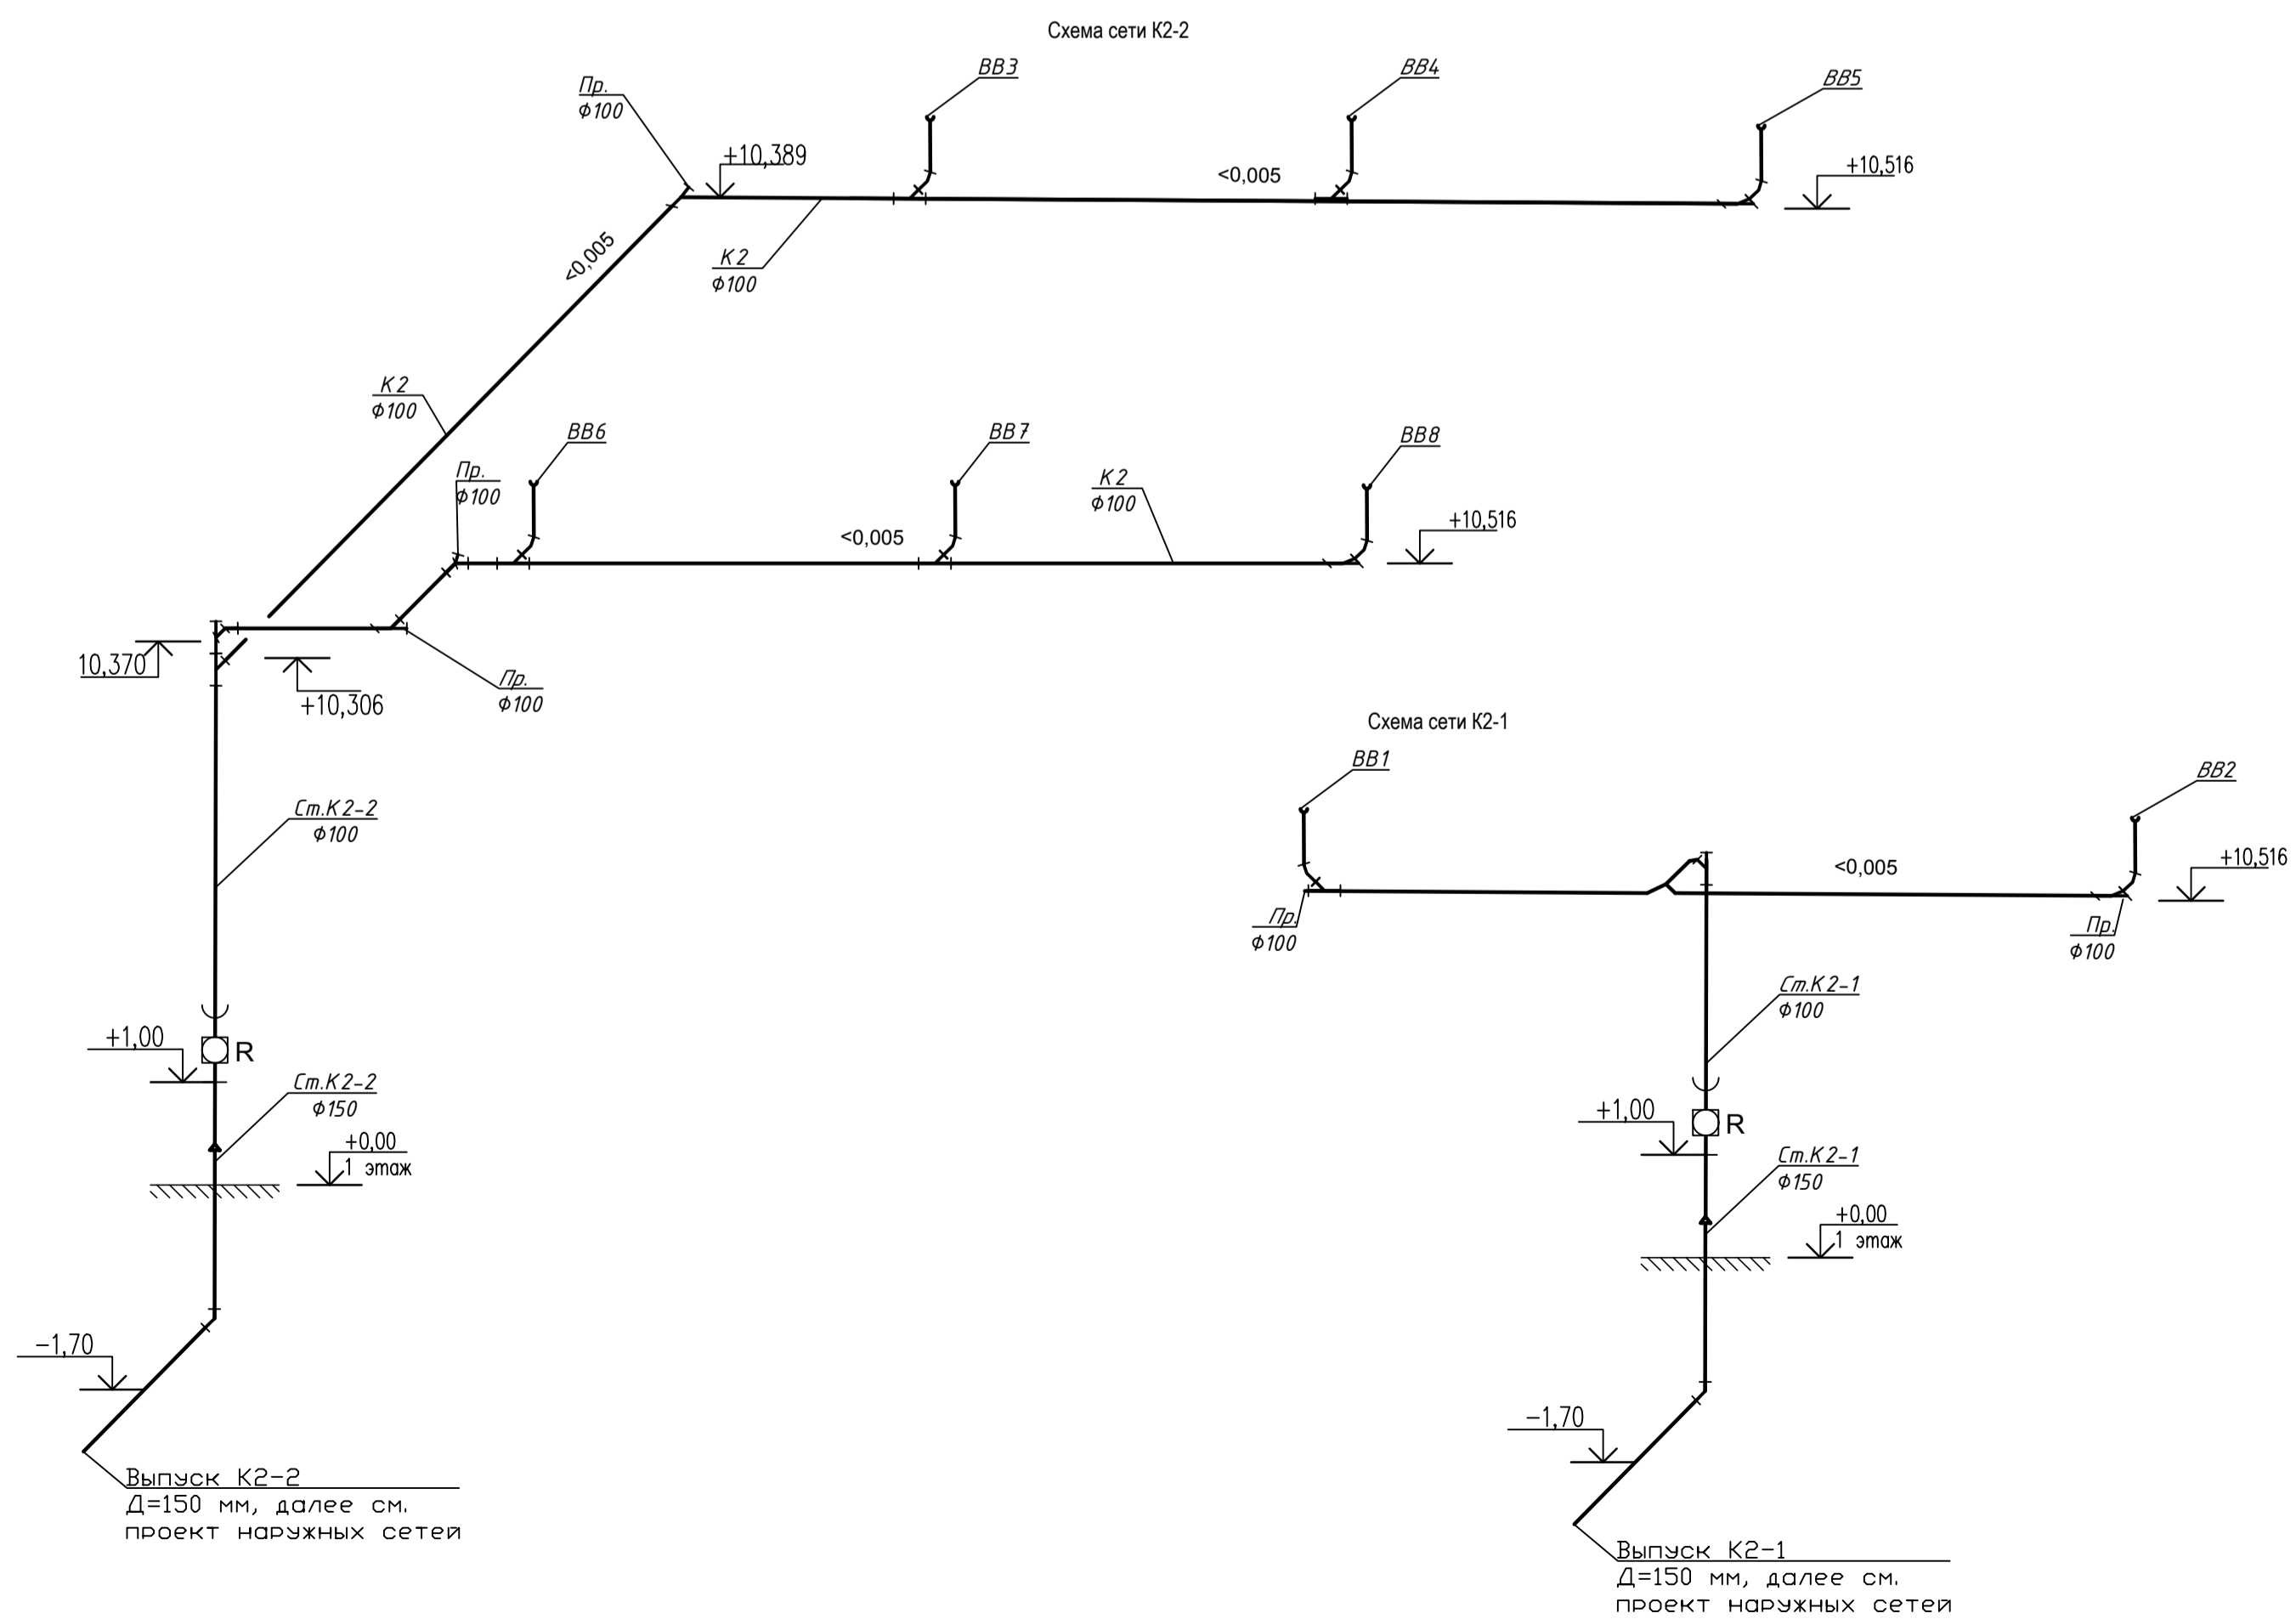 Схема сети К2-2
ВВ3
ВВ4
ВВ5
Пр.
Ф100
+10,389
<0,005
+10,516
<0,005
К2
Ф100
К2
Ф100
ВВ6
ВВ7
ВВ8
Пр.
Ф100
К2
Ф100
<0,005
+10,516
10,370
+10,306
Пр.
Ф100
Ст.К2-2
Ф100
+1,00
R
Ст.К2-2
Ф150
+0,00
1 этаж
-1,70
Выпуск К2-2
Д=150 мм, далее см.
проект наружных сетей
Схема сети К2-1
ВВ1
ВВ2
<0,005
+10,516
Пр.
Ф100
Пр.
Ф100
Ст.К2-1
Ф100
+1,00
R
Ст.К2-1
Ф150
+0,00
1 этаж
-1,70
Выпуск К2-1
Д=150 мм, далее см.
проект наружных сетей